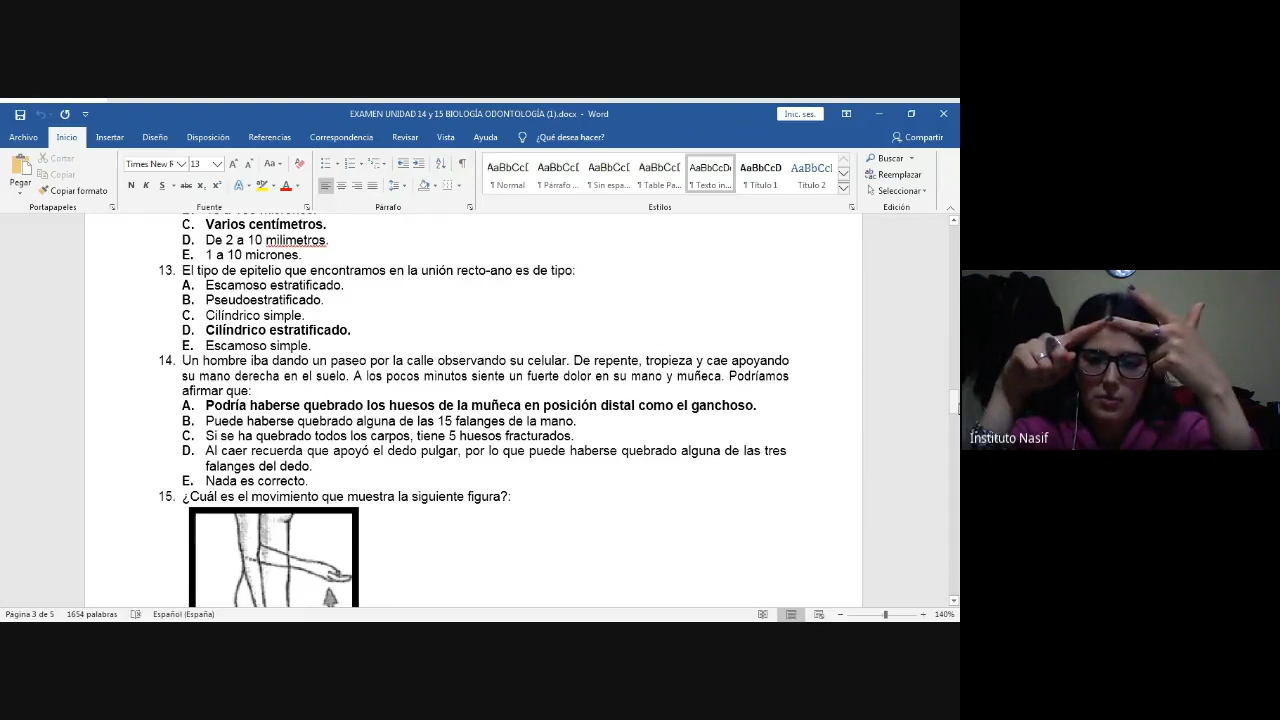 EXAMEN UNIDAD 14 y 15 BIOLOGÍA ODONTOLOGÍA (1).docx - Word
Inic. ses.
Archivo Inicio Insertar Diseño Disposición Referencias Correspondencia Revisar Vista Ayuda ¿Qué desea hacer? Compartir
Pegar
Cortar
Copiar
Copiar formato
Times New R 13
AaBbCcI AaBbCcI AaBbCcI AaBbCcI AaBbCcDı AaBbCcD AaBbCcI
¶ Normal ¶ Párrafo ... ¶ Sin espa... ¶ Table Pa... ¶ Texto in... ¶ Título 1 Título 2
Buscar
Reemplazar
Seleccionar
Portapapeles Fuente Párrafo Estilos Edición
C. Varios centímetros.
D. De 2 a 10 milimetros.
E. 1 a 10 micrones.
13. El tipo de epitelio que encontramos en la unión recto-ano es de tipo:
A. Escamoso estratificado.
B. Pseudoestratificado.
C. Cilíndrico simple.
D. Cilíndrico estratificado.
E. Escamoso simple.
14. Un hombre iba dando un paseo por la calle observando su celular. De repente, tropieza y cae apoyando
su mano derecha en el suelo. A los pocos minutos siente un fuerte dolor en su mano y muñeca. Podríamos
afirmar que:
A. Podría haberse quebrado los huesos de la muñeca en posición distal como el ganchoso.
B. Puede haberse quebrado alguna de las 15 falanges de la mano.
C. Si se ha quebrado todos los carpos, tiene 5 huesos fracturados.
D. Al caer recuerda que apoyó el dedo pulgar, por lo que puede haberse quebrado alguna de las tres
falanges del dedo.
E. Nada es correcto.
15. ¿Cuál es el movimiento que muestra la siguiente figura?:
Página 3 de 5 1654 palabras Español (España) 140%
Instituto Nasif